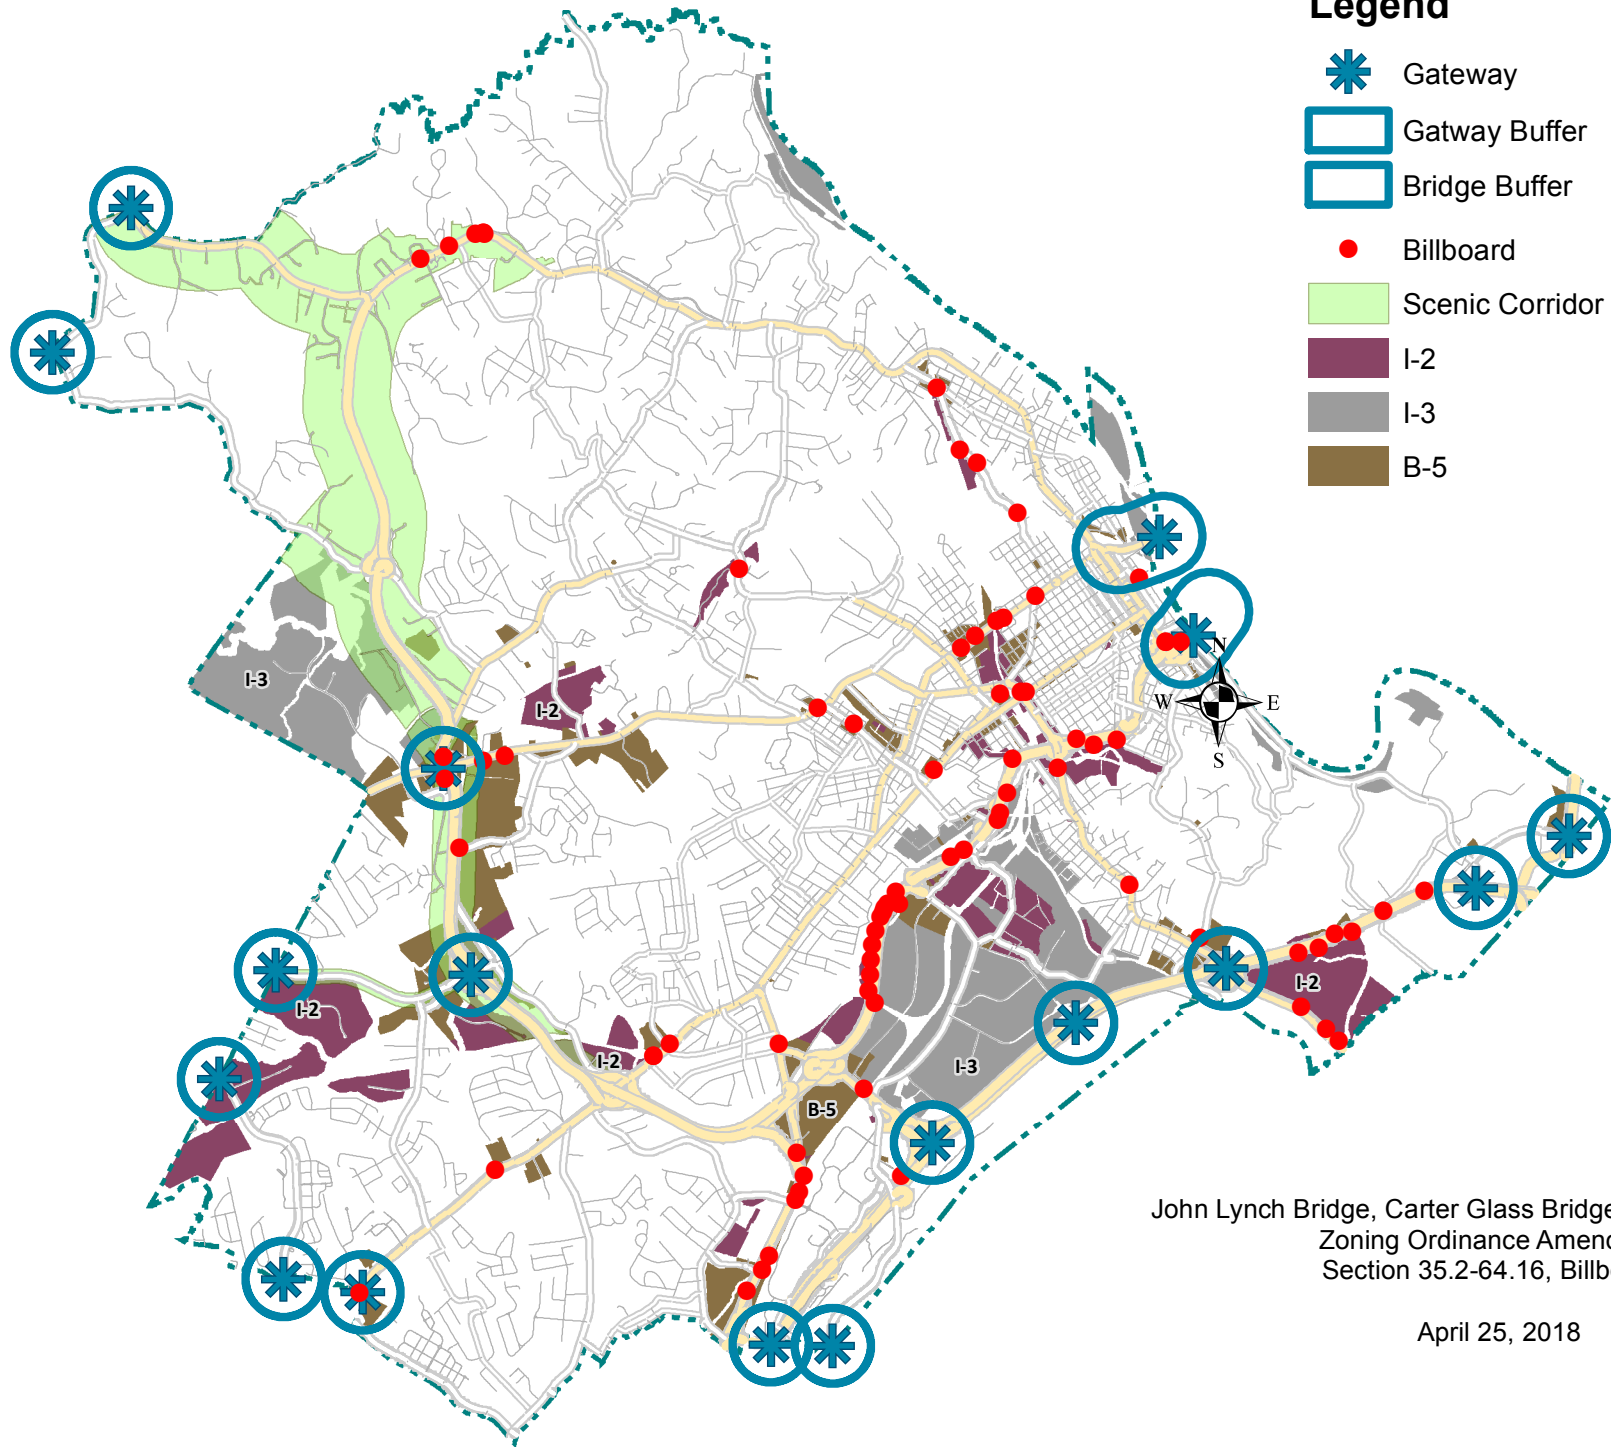 Legend
Gateway
Gatway Buffer
Bridge Buffer
Billboard
Scenic Corridor
I-2
I-3
B-5
N
W
E
S
I-3
I-2
I-2
I-2
I-2
I-3
B-5
John Lynch Bridge, Carter Glass Bridge
Zoning Ordinance Amen
Section 35.2-64.16, Billb
April 25, 2018